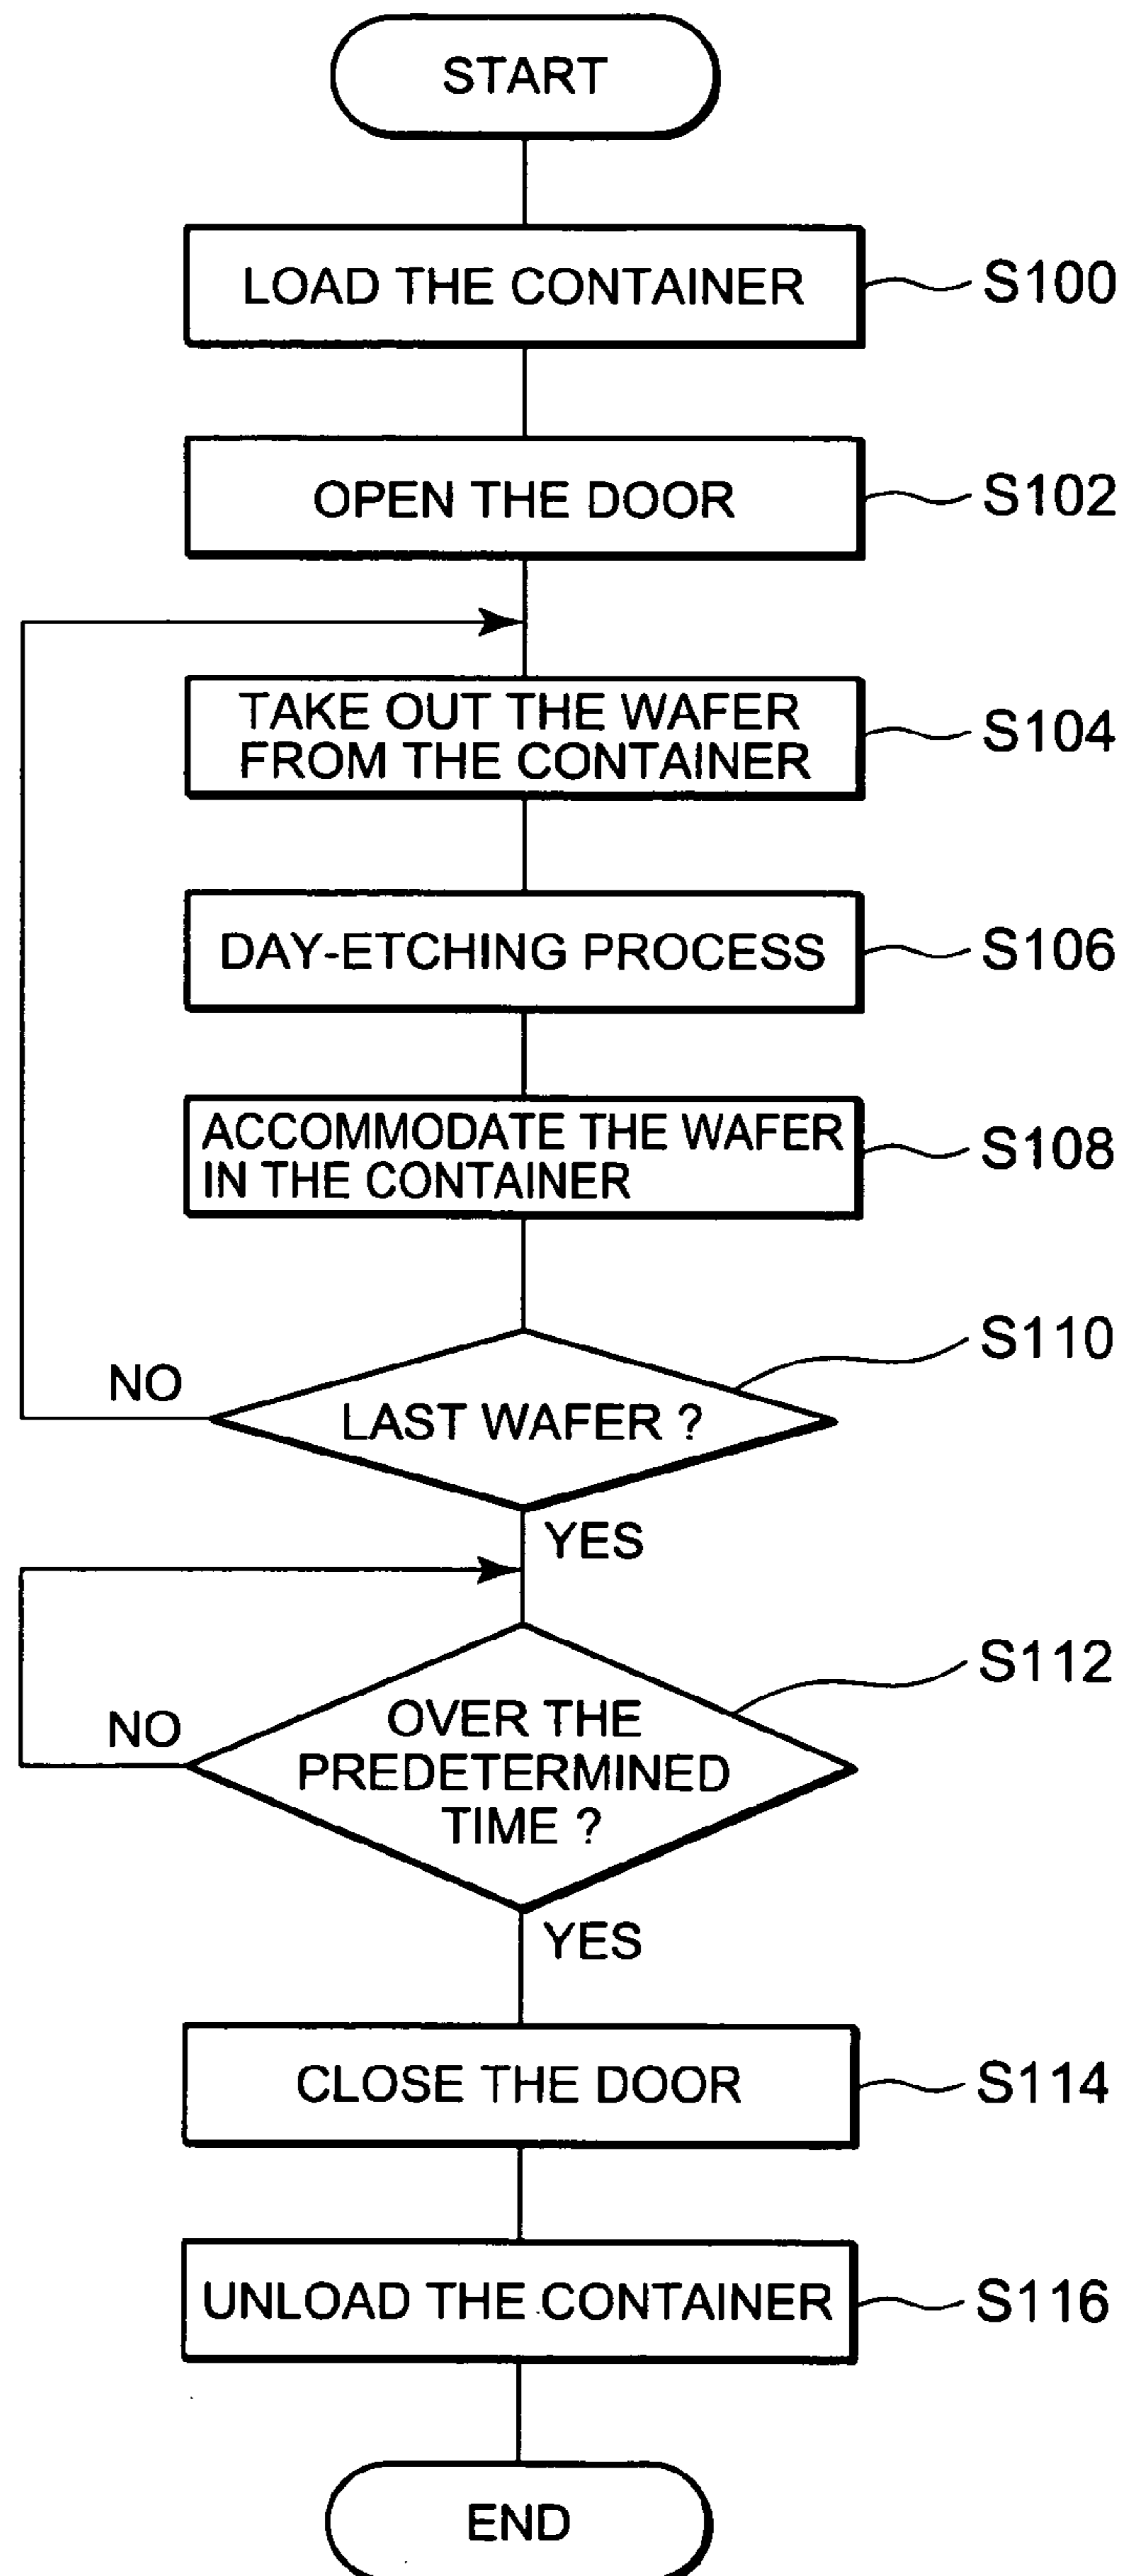 START
LOAD THE CONTAINER
S100
OPEN THE DOOR
S102
TAKE OUT THE WAFER
FROM THE CONTAINER
S104
DAY-ETCHING PROCESS
S106
ACCOMMODATE THE WAFER
IN THE CONTAINER
S108
S110
NO
LAST WAFER ?
YES
S112
NO
OVER THE
PREDETERMINED
TIME ?
YES
CLOSE THE DOOR
S114
UNLOAD THE CONTAINER
S116
END